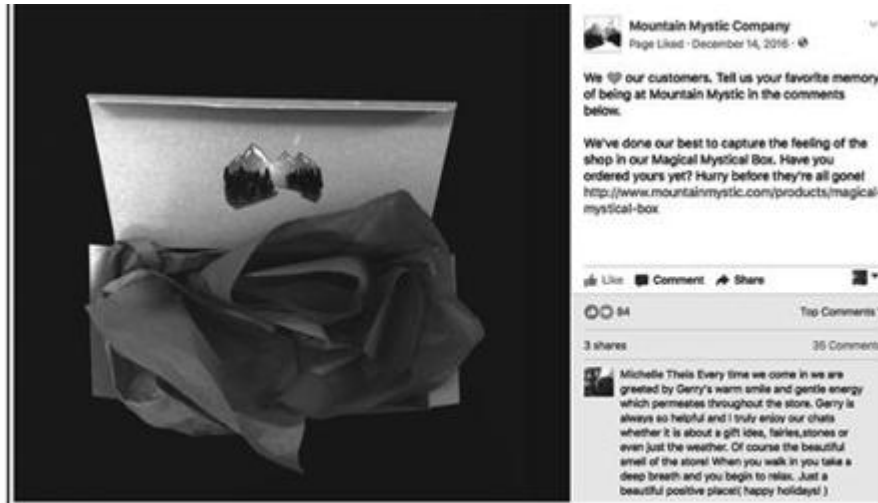 Mountain Mystic Company
Page Liked · December 14, 2016 ·
We our customers. Tell us your favorite memory
of being at Mountain Mystic in the comments
below.
We've done our best to capture the feeling of the
shop in our Magical Mystical Box. Have you
ordered yours yet? Hurry before they're all gone!
http://www.mountainmystic.com/products/magical-
mystical-box
Like Comment Share
84 Top Comments
3 shares 35 Comments
Michelle Theis Every time we come in we are
greeted by Gerry's warm smile and gentle energy
which permeates throughout the store. Gerry is
always so helpful and I truly enjoy our chats
whether it is about a gift idea, fairies,stones or
even just the weather. Of course the beautiful
smell of the store! When you walk in you take a
deep breath and you begin to relax. Just a
beautiful positive place!( happy holidays! )